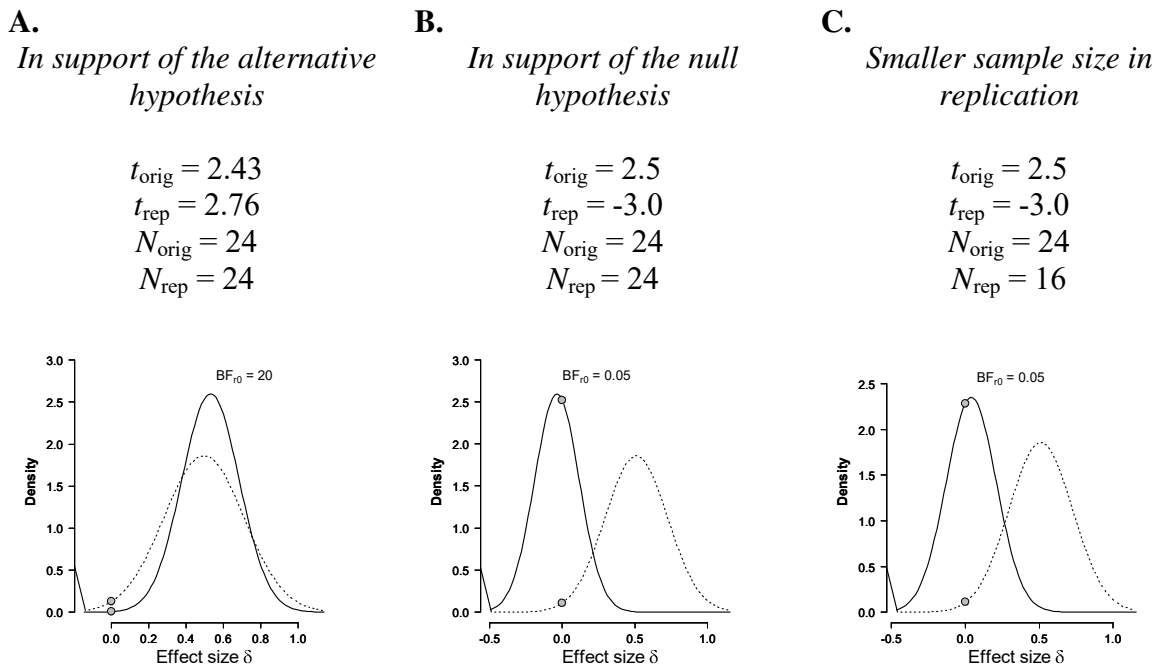 A.
In support of the alternative
hypothesis
t_orig = 2.43
t_rep = 2.76
N_orig = 24
N_rep = 24
BF_r0 = 20
3.0
2.5
2.0
1.5
1.0
0.5
0.0
Density
0.0 0.2 0.4 0.6 0.8 1.0
Effect size δ
B.
In support of the null
hypothesis
t_orig = 2.5
t_rep = -3.0
N_orig = 24
N_rep = 24
BF_r0 = 0.05
3.0
2.5
2.0
1.5
1.0
0.5
0.0
Density
-0.5 0.0 0.5 1.0
Effect size δ
C.
Smaller sample size in
replication
t_orig = 2.5
t_rep = -3.0
N_orig = 24
N_rep = 16
BF_r0 = 0.05
2.5
2.0
1.5
1.0
0.5
0.0
Density
-0.5 0.0 0.5 1.0
Effect size δ